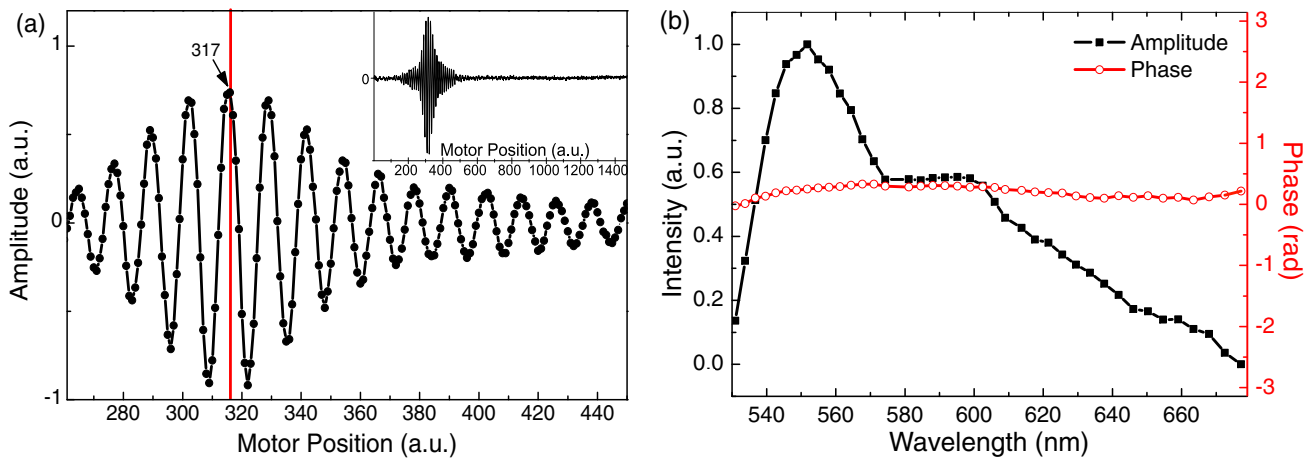 (a)
Amplitude (a.u.)
1
0
-1
317
0
Motor Position (a.u.)
200 400 600 800 1000 1200 1400
280 300 320 340 360 380 400 420 440
Motor Position (a.u.)
(b)
Intensity (a.u.)
1.0
0.8
0.6
0.4
0.2
0.0
Amplitude
Phase
3
2
1
0
-1
-2
-3
Phase (rad)
540 560 580 600 620 640 660
Wavelength (nm)